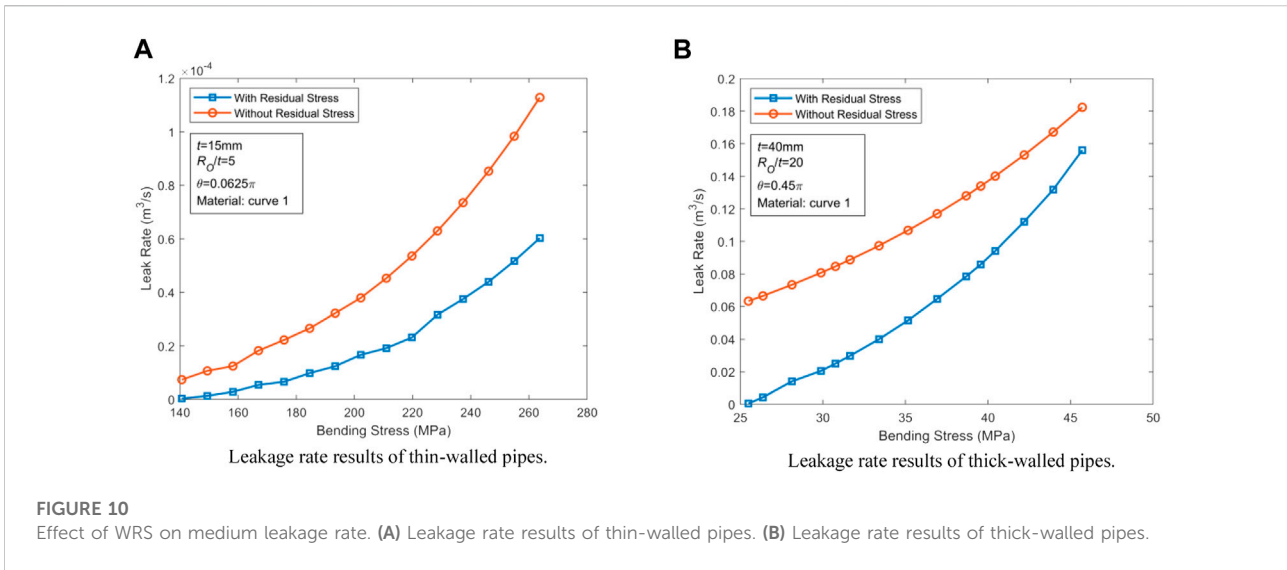 A
×10⁻⁴
1.2
1
0.8
0.6
0.4
0.2
0
Leak Rate (m³/s)
With Residual Stress
Without Residual Stress
t=15mm
R_O/t=5
θ=0.0625π
Material: curve 1
140 160 180 200 220 240 260 280
Bending Stress (MPa)
Leakage rate results of thin-walled pipes.
B
0.2
0.18
0.16
0.14
0.12
0.1
0.08
0.06
0.04
0.02
0
Leak Rate (m³/s)
With Residual Stress
Without Residual Stress
t=40mm
R_O/t=20
θ=0.45π
Material: curve 1
25 30 35 40 45 50
Bending Stress (MPa)
Leakage rate results of thick-walled pipes.
FIGURE 10
Effect of WRS on medium leakage rate. (A) Leakage rate results of thin-walled pipes. (B) Leakage rate results of thick-walled pipes.